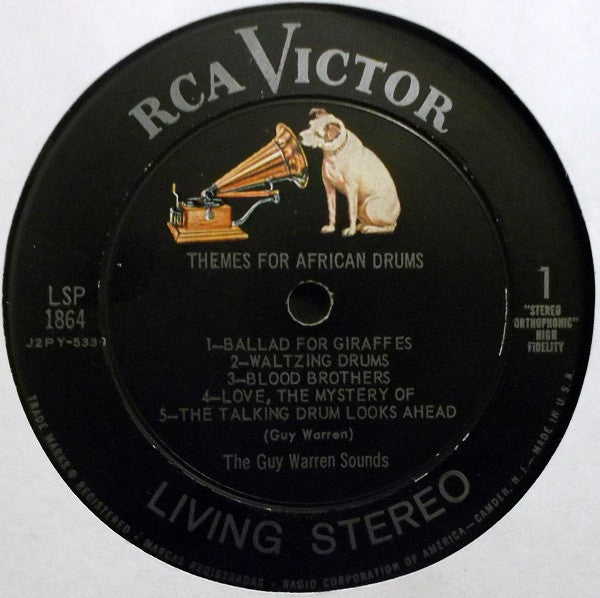 RCA VICTOR
THEMES FOR AFRICAN DRUMS
LSP
1864
J2PY-5339
1
"STEREO
ORTHOPHONIC"
HIGH
FIDELITY
1—BALLAD FOR GIRAFFES
2—WALTZING DRUMS
3—BLOOD BROTHERS
4—LOVE, THE MYSTERY OF
5—THE TALKING DRUM LOOKS AHEAD
(Guy Warren)
The Guy Warren Sounds
LIVING STEREO
TRADE MARKS ® REGISTERED • MARCAS REGISTRADAS • RADIO CORPORATION OF AMERICA—CAMDEN, N.J.—MADE IN U.S.A.